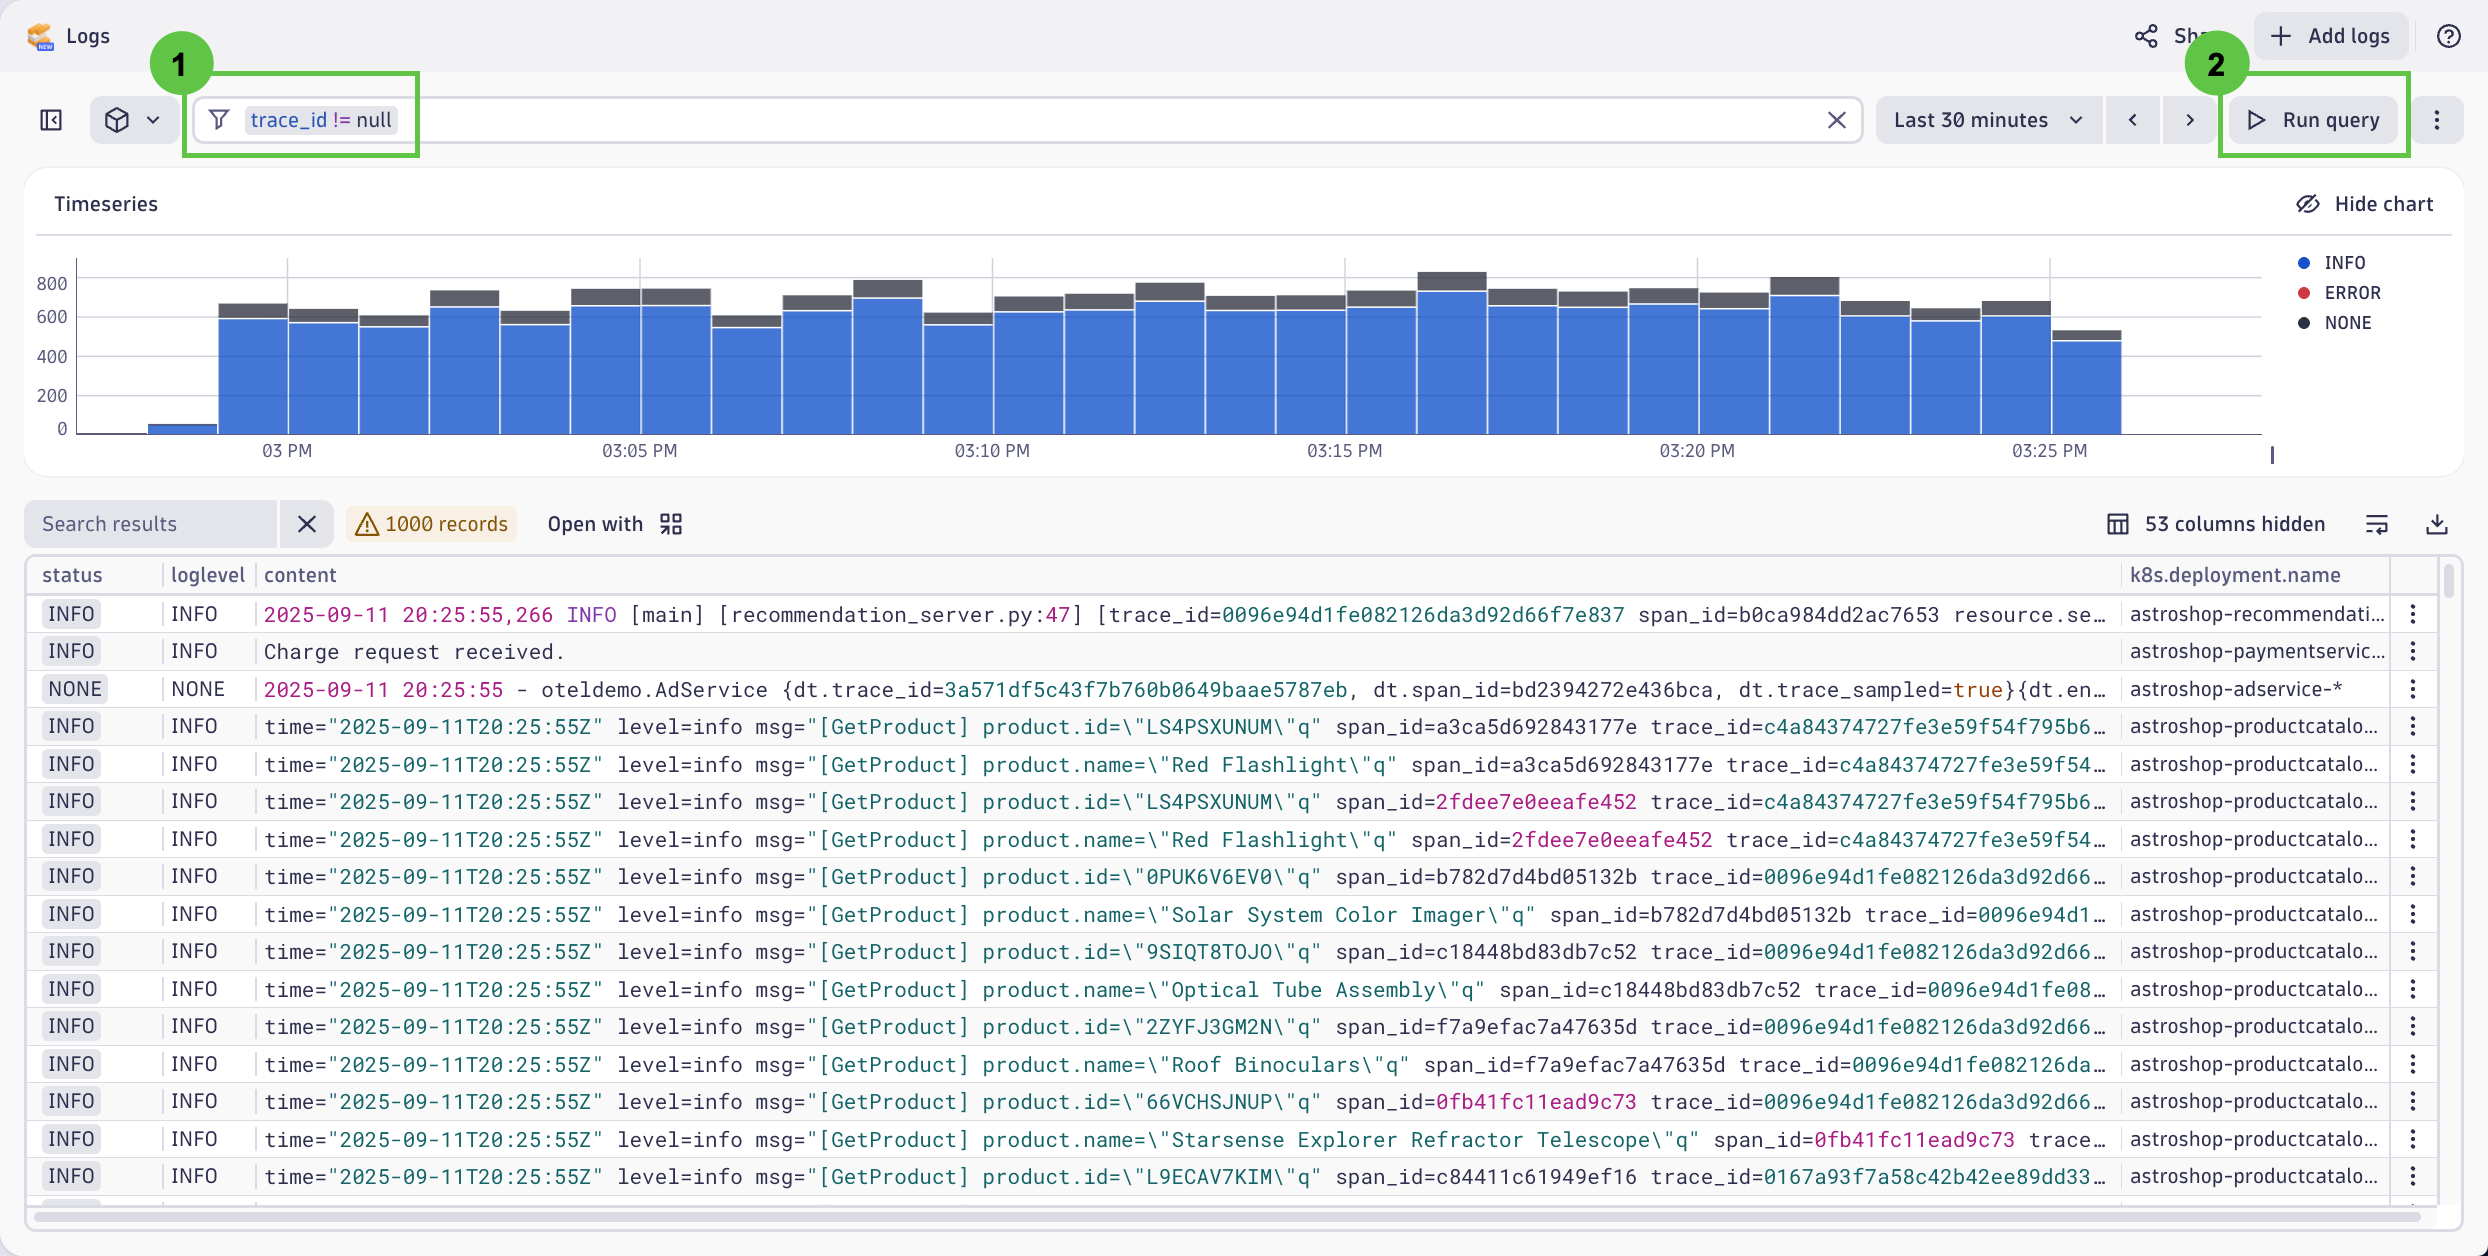 Logs
Sh
Add logs
1
2
trace_id != null
Last 30 minutes
Run query
Timeseries
Hide chart
800
600
400
200
0
03 PM
03:05 PM
03:10 PM
03:15 PM
03:20 PM
03:25 PM
INFO
ERROR
NONE
Search results
1000 records
Open with
53 columns hidden
status loglevel content k8s.deployment.name
INFO INFO 2025-09-11 20:25:55,266 INFO [main] [recommendation_server.py:47] [trace_id=0096e94d1fe082126da3d92d66f7e837 span_id=b0ca984dd2ac7653 resource.se… astroshop-recommendati…
INFO INFO Charge request received. astroshop-paymentservic…
NONE NONE 2025-09-11 20:25:55 - oteldemo.AdService {dt.trace_id=3a571df5c43f7b760b0649baae5787eb, dt.span_id=bd2394272e436bca, dt.trace_sampled=true}{dt.en… astroshop-adservice-*
INFO INFO time="2025-09-11T20:25:55Z" level=info msg="[GetProduct] product.id=\"LS4PSXUNUM\"q" span_id=a3ca5d692843177e trace_id=c4a84374727fe3e59f54f795b6… astroshop-productcatalo…
INFO INFO time="2025-09-11T20:25:55Z" level=info msg="[GetProduct] product.name=\"Red Flashlight\"q" span_id=a3ca5d692843177e trace_id=c4a84374727fe3e59f54… astroshop-productcatalo…
INFO INFO time="2025-09-11T20:25:55Z" level=info msg="[GetProduct] product.id=\"LS4PSXUNUM\"q" span_id=2fdee7e0eeafe452 trace_id=c4a84374727fe3e59f54f795b6… astroshop-productcatalo…
INFO INFO time="2025-09-11T20:25:55Z" level=info msg="[GetProduct] product.name=\"Red Flashlight\"q" span_id=2fdee7e0eeafe452 trace_id=c4a84374727fe3e59f54… astroshop-productcatalo…
INFO INFO time="2025-09-11T20:25:55Z" level=info msg="[GetProduct] product.id=\"0PUK6V6EV0\"q" span_id=b782d7d4bd05132b trace_id=0096e94d1fe082126da3d92d66… astroshop-productcatalo…
INFO INFO time="2025-09-11T20:25:55Z" level=info msg="[GetProduct] product.name=\"Solar System Color Imager\"q" span_id=b782d7d4bd05132b trace_id=0096e94d1… astroshop-productcatalo…
INFO INFO time="2025-09-11T20:25:55Z" level=info msg="[GetProduct] product.id=\"9SIQT8TOJO\"q" span_id=c18448bd83db7c52 trace_id=0096e94d1fe082126da3d92d66… astroshop-productcatalo…
INFO INFO time="2025-09-11T20:25:55Z" level=info msg="[GetProduct] product.name=\"Optical Tube Assembly\"q" span_id=c18448bd83db7c52 trace_id=0096e94d1fe08… astroshop-productcatalo…
INFO INFO time="2025-09-11T20:25:55Z" level=info msg="[GetProduct] product.id=\"2ZYFJ3GM2N\"q" span_id=f7a9efac7a47635d trace_id=0096e94d1fe082126da3d92d66… astroshop-productcatalo…
INFO INFO time="2025-09-11T20:25:55Z" level=info msg="[GetProduct] product.name=\"Roof Binoculars\"q" span_id=f7a9efac7a47635d trace_id=0096e94d1fe082126da… astroshop-productcatalo…
INFO INFO time="2025-09-11T20:25:55Z" level=info msg="[GetProduct] product.id=\"66VCHSJNUP\"q" span_id=0fb41fc11ead9c73 trace_id=0096e94d1fe082126da3d92d66… astroshop-productcatalo…
INFO INFO time="2025-09-11T20:25:55Z" level=info msg="[GetProduct] product.name=\"Starsense Explorer Refractor Telescope\"q" span_id=0fb41fc11ead9c73 trace… astroshop-productcatalo…
INFO INFO time="2025-09-11T20:25:55Z" level=info msg="[GetProduct] product.id=\"L9ECAV7KIM\"q" span_id=c84411c61949ef16 trace_id=0167a93f7a58c42b42ee89dd33… astroshop-productcatalo…